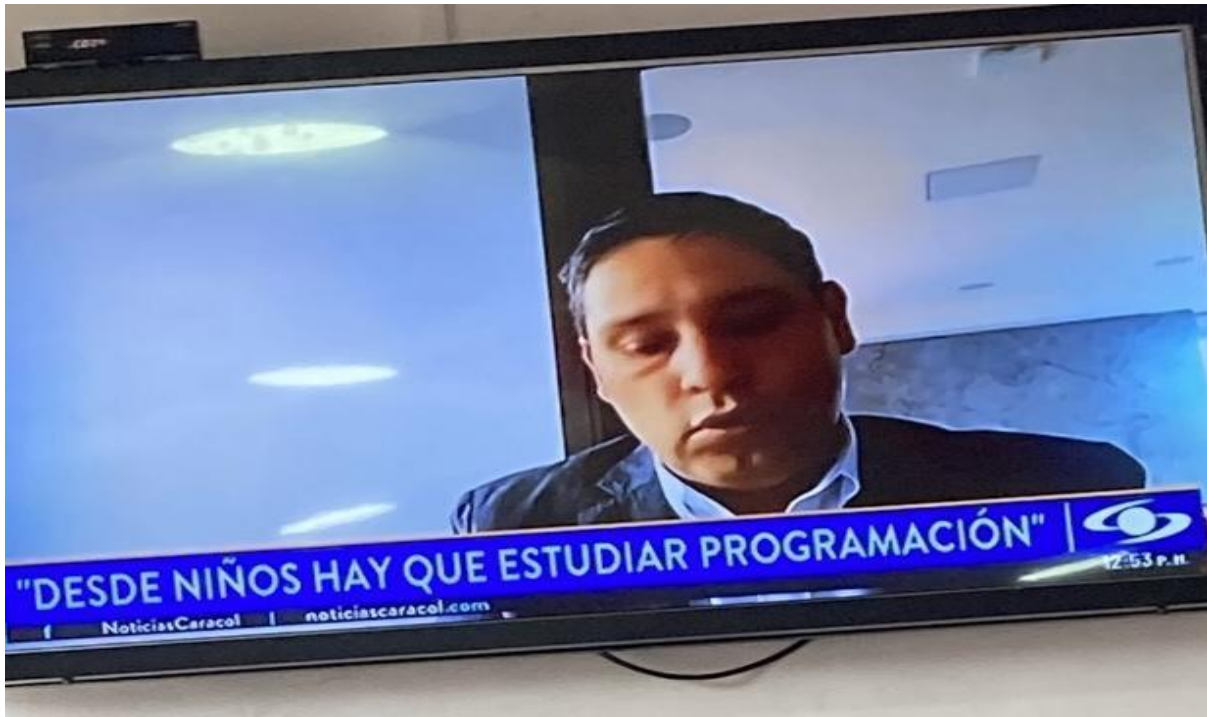 "DESDE NIÑOS HAY QUE ESTUDIAR PROGRAMACIÓN"
12:53 P. M.
NoticiasCaracol | noticiascaracol.com